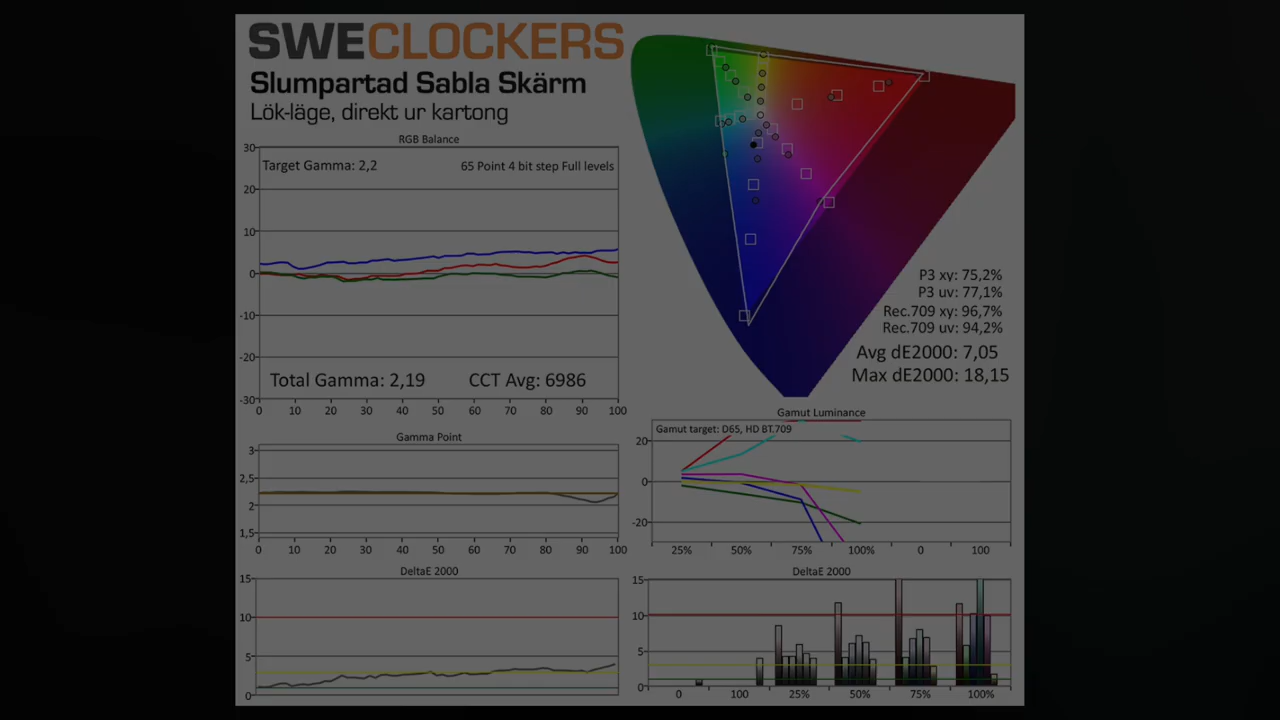 SWECLOCKERS
Slumpartad Sabla Skärm
Lök-läge, direkt ur kartong
RGB Balance
30
Target Gamma: 2,2
65 Point 4 bit step Full levels
20
10
0
-10
-20
Total Gamma: 2,19
CCT Avg: 6986
-30
0 10 20 30 40 50 60 70 80 90 100
Gamma Point
3
2,5
2
1,5
0 10 20 30 40 50 60 70 80 90 100
DeltaE 2000
15
10
5
0
P3 xy: 75,2%
P3 uv: 77,1%
Rec.709 xy: 96,7%
Rec.709 uv: 94,2%
Avg dE2000: 7,05
Max dE2000: 18,15
Gamut Luminance
Gamut target: D65, HD BT.709
20
0
-20
25% 50% 75% 100% 0 100
DeltaE 2000
15
10
5
0
0 100 25% 50% 75% 100%